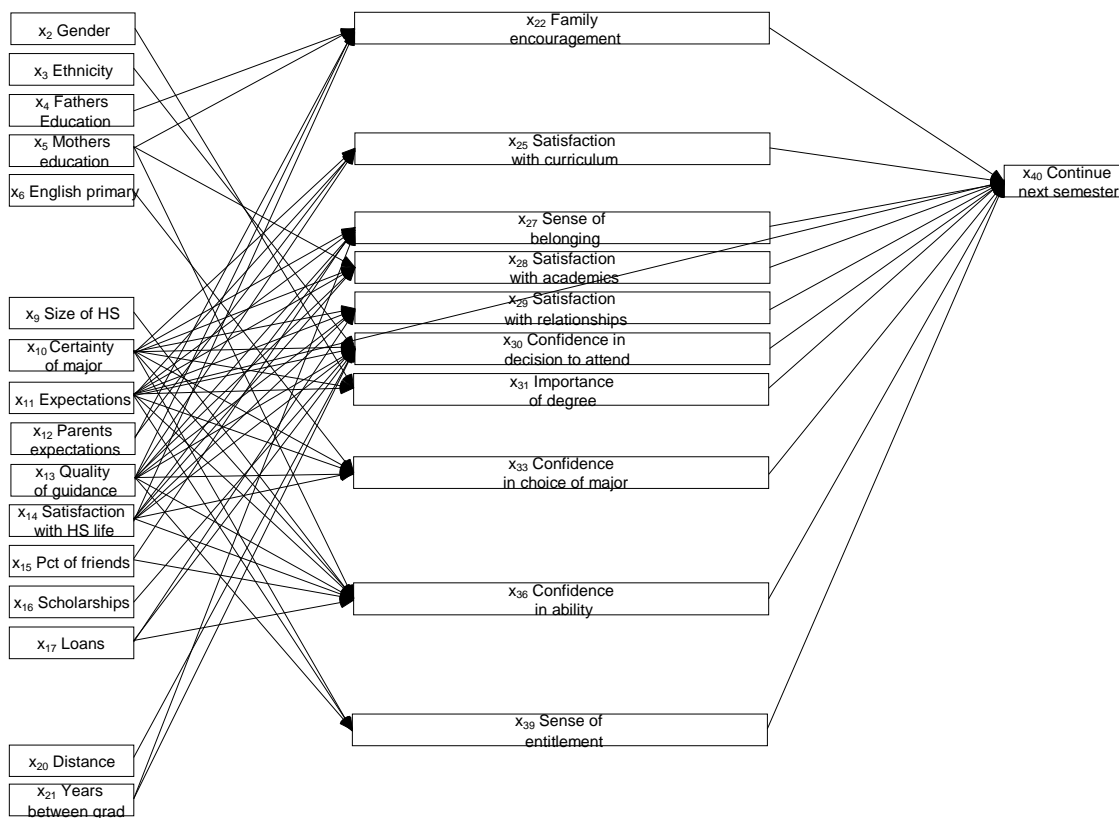 x2 Gender
x3 Ethnicity
x4 Fathers
Education
x5 Mothers
education
x6 English primary
x9 Size of HS
x10 Certainty
of major
x11 Expectations
x12 Parents
expectations
x13 Quality
of guidance
x14 Satisfaction
with HS life
x15 Pct of friends
x16 Scholarships
x17 Loans
x20 Distance
x21 Years
between grad
x22 Family
encouragement
x25 Satisfaction
with curriculum
x27 Sense of
belonging
x28 Satisfaction
with academics
x29 Satisfaction
with relationships
x30 Confidence in
decision to attend
x31 Importance
of degree
x33 Confidence
in choice of major
x36 Confidence
in ability
x39 Sense of
entitlement
x40 Continue
next semester